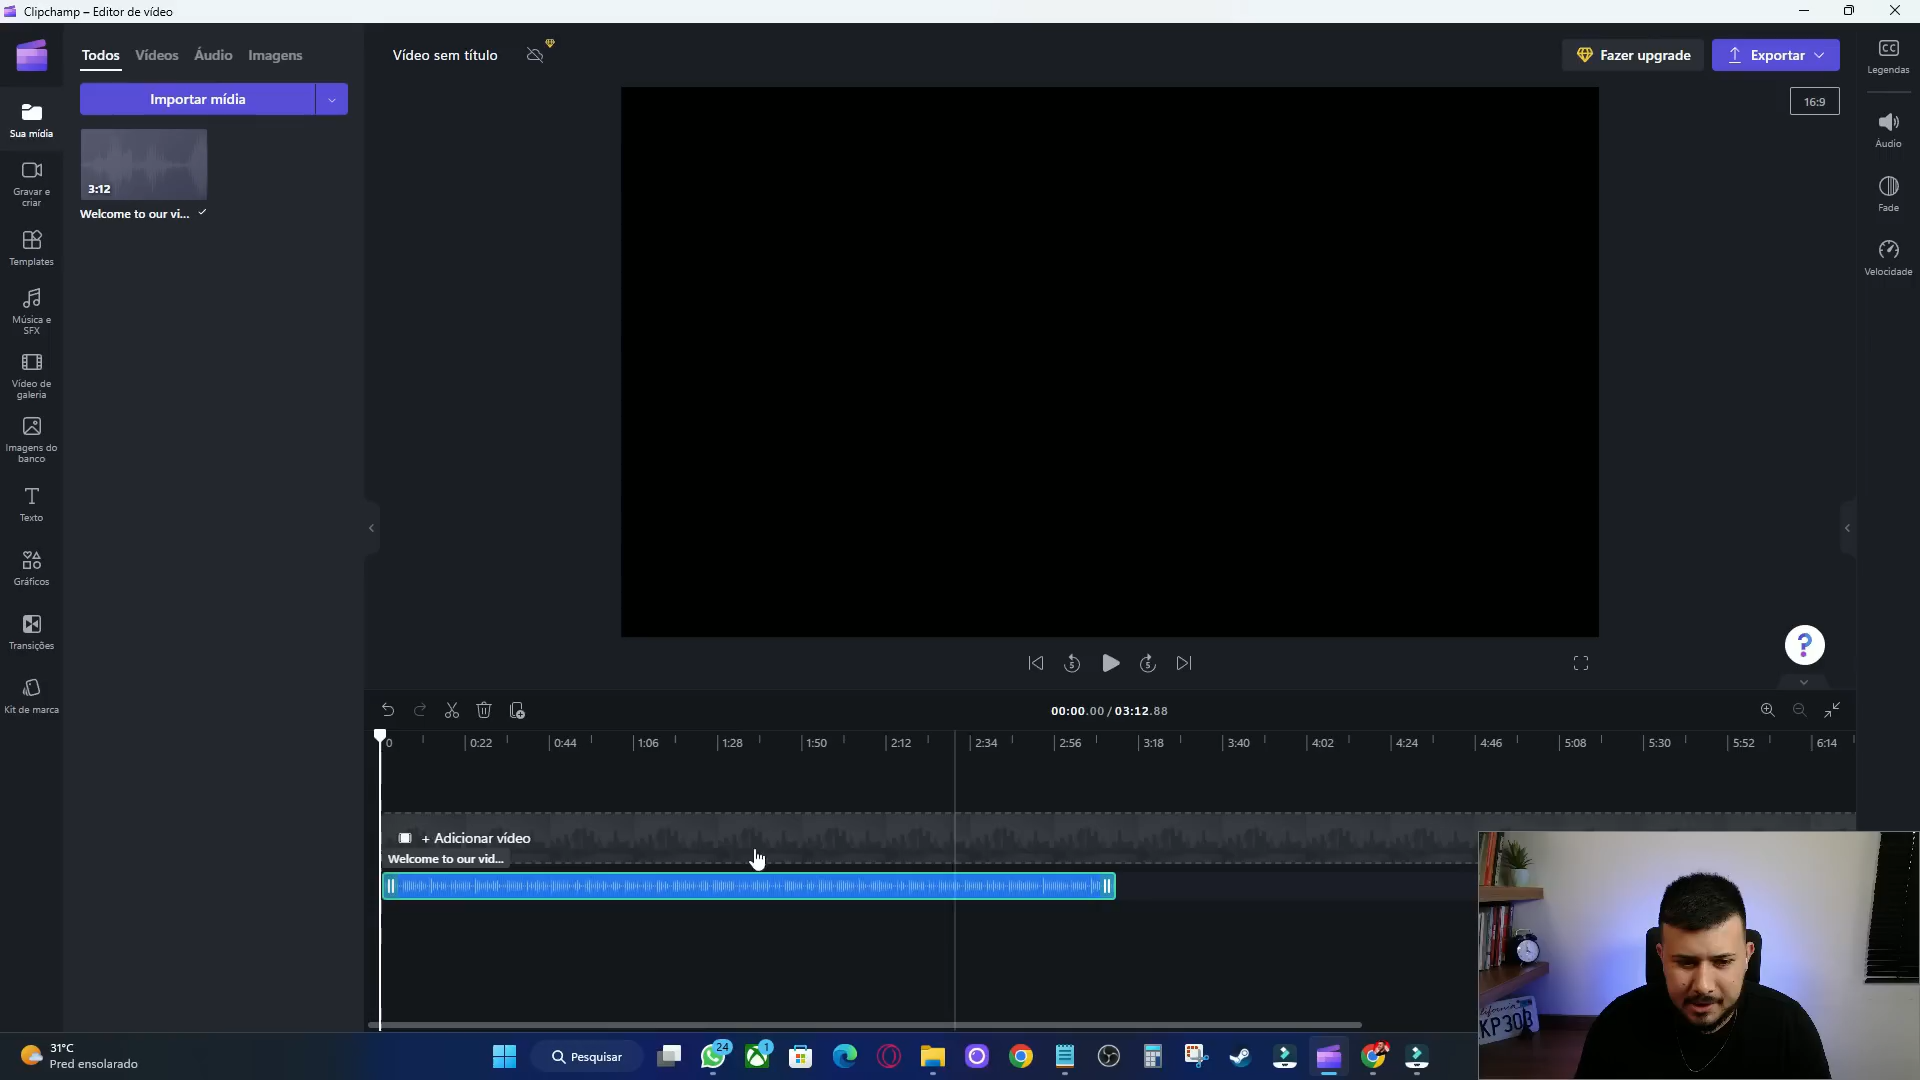 Clipchamp – Editor de vídeo
Todos Vídeos Áudio Imagens
Vídeo sem título
Fazer upgrade
Exportar
Importar mídia
16:9
3:12
Welcome to our vi...
Sua mídia
Gravar e
criar
Templates
Música e
SFX
Vídeo de
galeria
Imagens do
banco
Texto
Gráficos
Transições
Kit de marca
Legendas
Áudio
Fade
Velocidade
5
5
?
00:00.00 / 03:12.88
0 0:22 0:44 1:06 1:28 1:50 2:12 2:34 2:56 3:18 3:40 4:02 4:24 4:46 5:08 5:30 5:52 6:14
+ Adicionar vídeo
Welcome to our vid...
California
KP30B
31°C
Pred ensolarado
Pesquisar
24
1